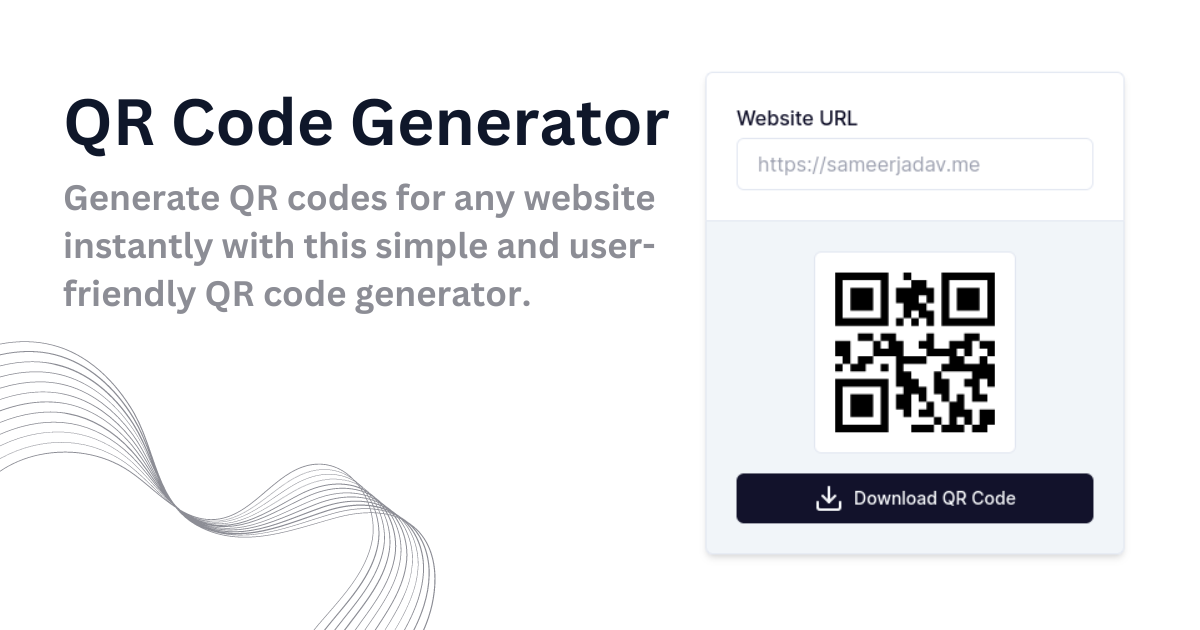 QR Code Generator
Generate QR codes for any website
instantly with this simple and user-
friendly QR code generator.
Website URL
https://sameerjadav.me
Download QR Code